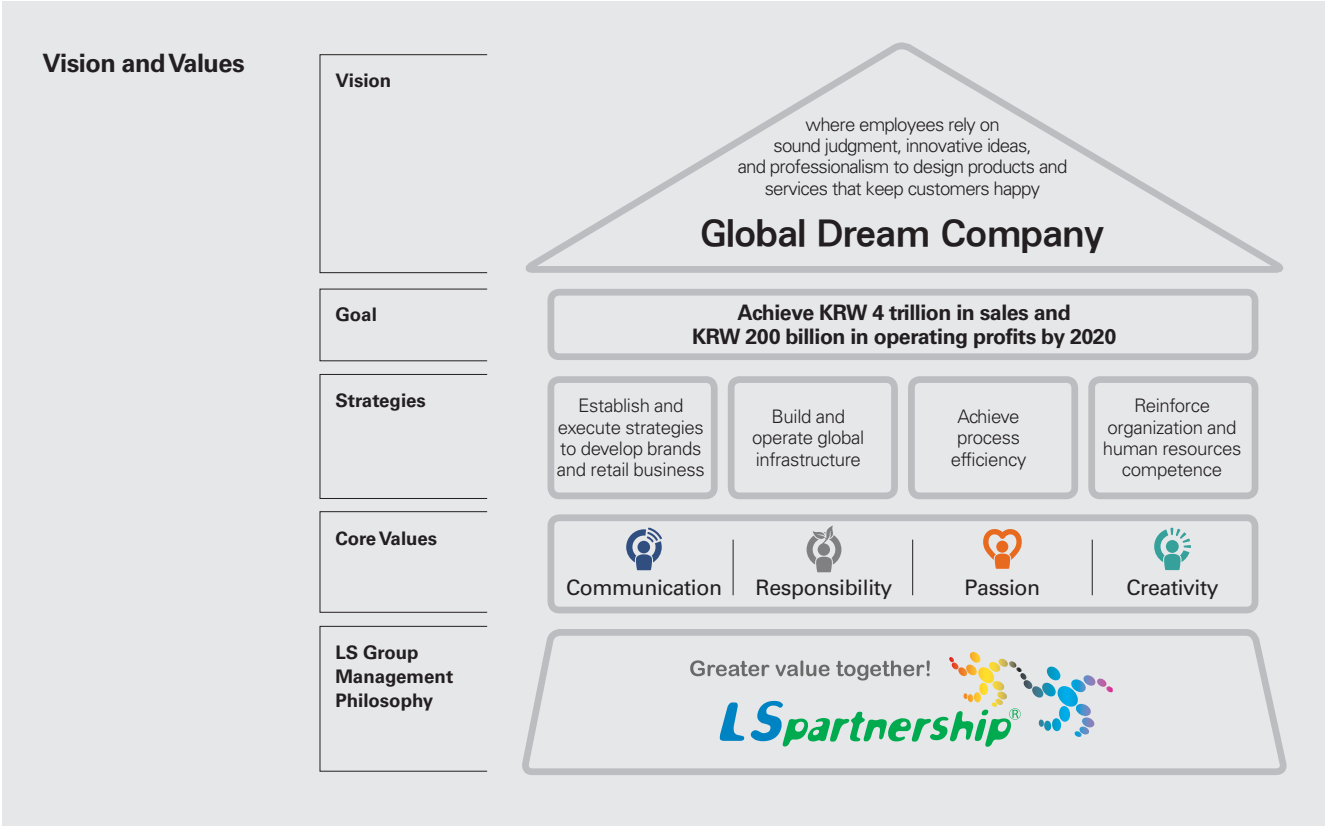 Vision and Values
Vision
where employees rely on
sound judgment, innovative ideas,
and professionalism to design products and
services that keep customers happy
Global Dream Company
Goal
Achieve KRW 4 trillion in sales and
KRW 200 billion in operating profits by 2020
Strategies
Establish and
execute strategies
to develop brands
and retail business
Build and
operate global
infrastructure
Achieve
process
efficiency
Reinforce
organization and
human resources
competence
Core Values
Communication
Responsibility
Passion
Creativity
LS Group
Management
Philosophy
Greater value together!
LSpartnership®